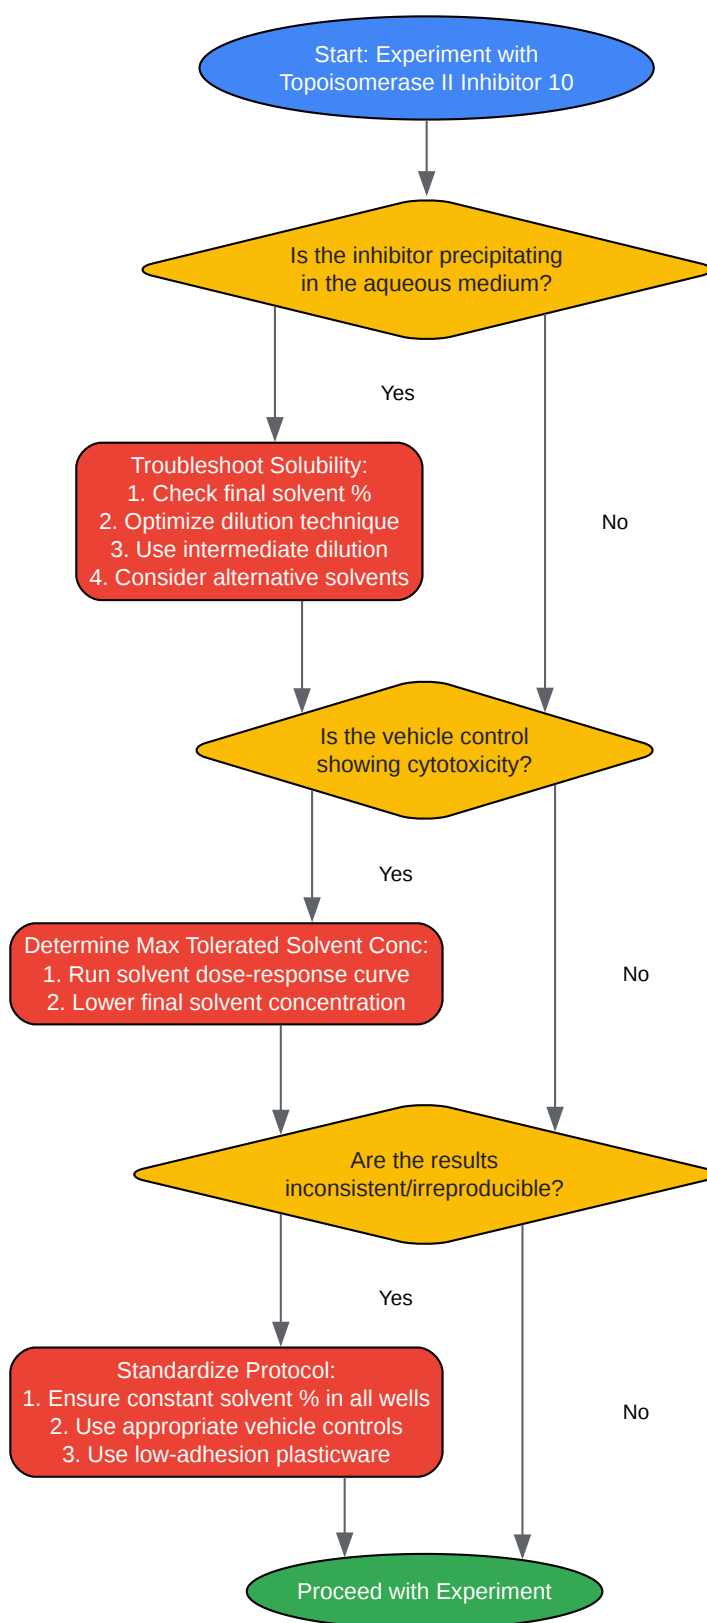 Start: Experiment with
Topoisomerase II Inhibitor 10
Is the inhibitor precipitating
in the aqueous medium?
Yes
Troubleshoot Solubility:
1. Check final solvent %
2. Optimize dilution technique
3. Use intermediate dilution
4. Consider alternative solvents
No
Is the vehicle control
showing cytotoxicity?
Yes
Determine Max Tolerated Solvent Conc:
1. Run solvent dose-response curve
2. Lower final solvent concentration
No
Are the results
inconsistent/irreproducible?
Yes
Standardize Protocol:
1. Ensure constant solvent % in all wells
2. Use appropriate vehicle controls
3. Use low-adhesion plasticware
No
Proceed with Experiment